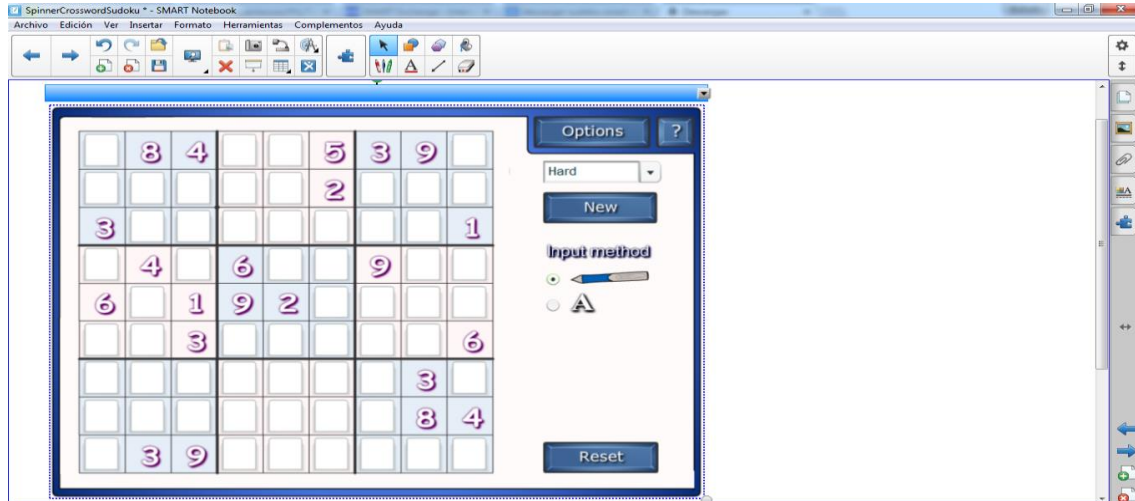 SpinnerCrosswordSudoku * - SMART Notebook
Archivo Edición Ver Insertar Formato Herramientas Complementos Ayuda
Options ?
8 4 5 3 9
Hard
2
New
3 1
Input method
4 6 9
6 1 9 2
A
3 6
3
8 4
3 9
Reset